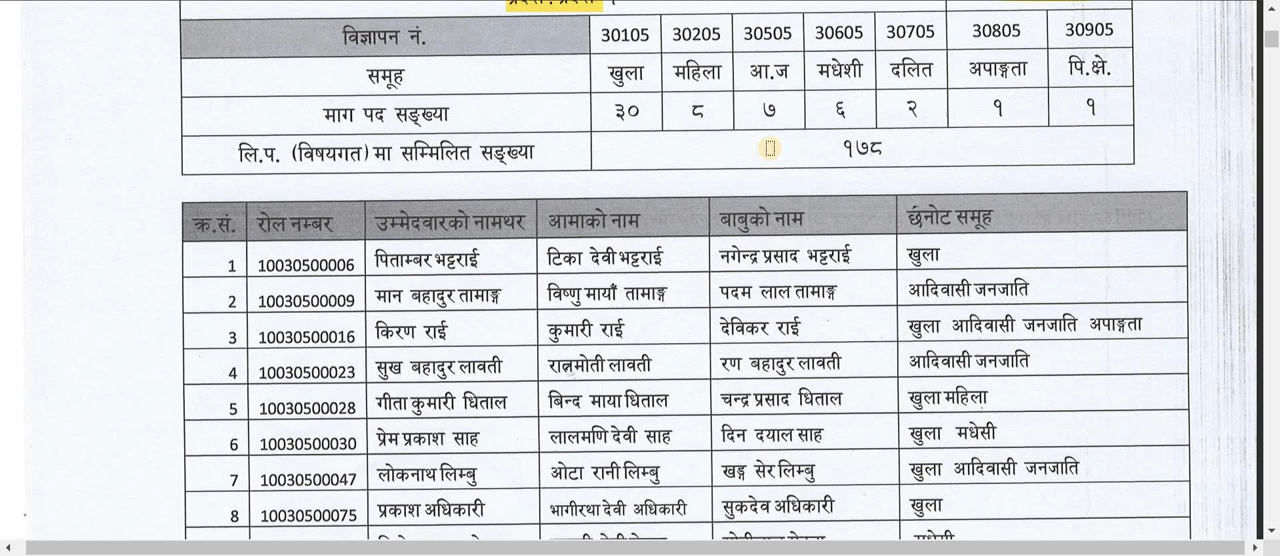 विज्ञापन नं. 30105 30205 30505 30605 30705 30805 30905
समूह खुला महिला आ.ज मधेशी दलित अपाङ्गता पि.क्षे.
माग पद सङ्ख्या ३० ८ ७ ६ २ १ १
लि.प. (विषयगत) मा सम्मिलित सङ्ख्या १७८
क्र.सं. रोल नम्बर उम्मेदवारको नामथर आमाको नाम बाबुको नाम छनोट समूह
1 10030500006 पिताम्बर भट्टराई टिका देवी भट्टराई नगेन्द्र प्रसाद भट्टराई खुला
2 10030500009 मान बहादुर तामाङ्ग विष्णु मायाँ तामाङ्ग पदम लाल तामाङ्ग आदिवासी जनजाति
3 10030500016 किरण राई कुमारी राई देविकर राई खुला आदिवासी जनजाति अपाङ्गता
4 10030500023 सुख बहादुर लावती रात्नमोती लावती रण बहादुर लावती आदिवासी जनजाति
5 10030500028 गीता कुमारी धिताल बिन्द माया धिताल चन्द्र प्रसाद धिताल खुला महिला
6 10030500030 प्रेम प्रकाश साह लालमणि देवी साह दिन दयाल साह खुला मधेसी
7 10030500047 लोकनाथ लिम्बु ओटा रानी लिम्बु खड्ग सेर लिम्बु खुला आदिवासी जनजाति
8 10030500075 प्रकाश अधिकारी भागीरथा देवी अधिकारी सुकदेव अधिकारी खुला